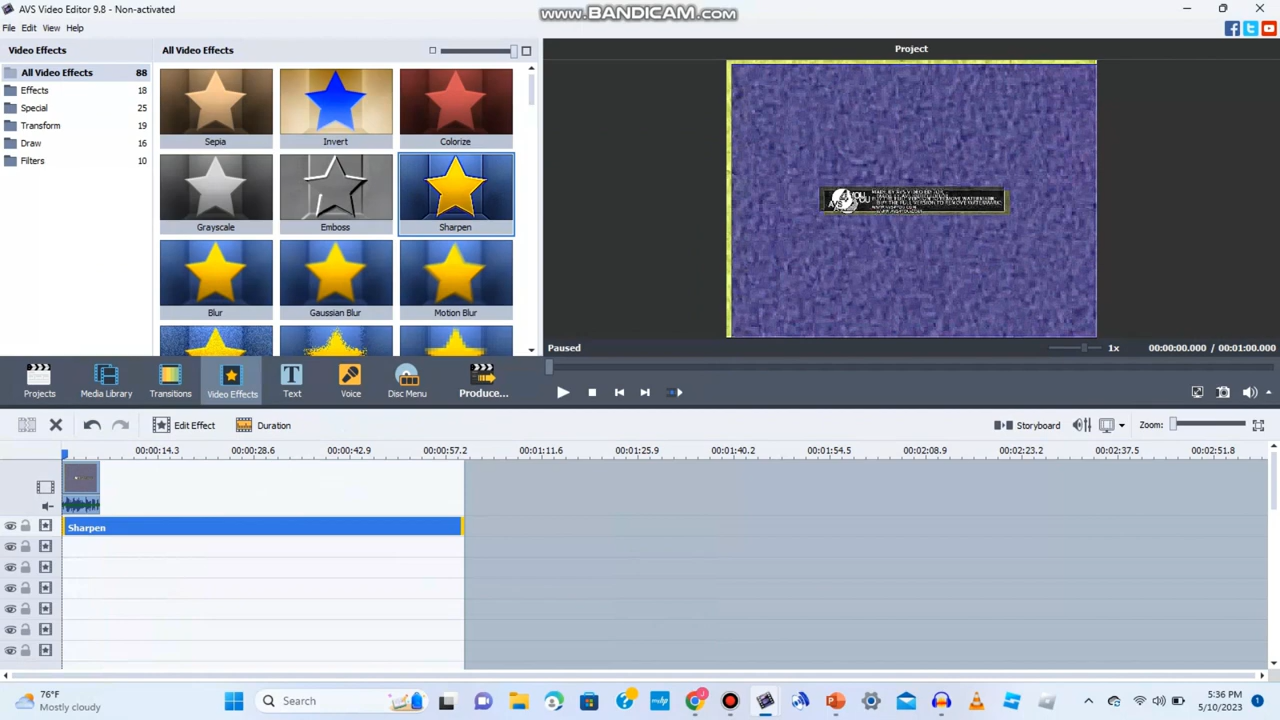 AVS Video Editor 9.8 - Non-activated
www.BANDICAM.com
File Edit View Help
Video Effects
All Video Effects
Project
All Video Effects 88
Effects 18
Special 25
Transform 19
Draw 16
Filters 10
Sepia
Invert
Colorize
Grayscale
Emboss
Sharpen
Blur
Gaussian Blur
Motion Blur
Paused
1x
00:00:00.000 / 00:01:00.000
Projects
Media Library
Transitions
Video Effects
Text
Voice
Disc Menu
Produce...
Edit Effect
Duration
Storyboard
Zoom:
00:00:14.3
00:00:28.6
00:00:42.9
00:00:57.2
00:01:11.6
00:01:25.9
00:01:40.2
00:01:54.5
00:02:08.9
00:02:23.2
00:02:37.5
00:02:51.8
Sharpen
76°F
Mostly cloudy
Search
5:36 PM
5/10/2023